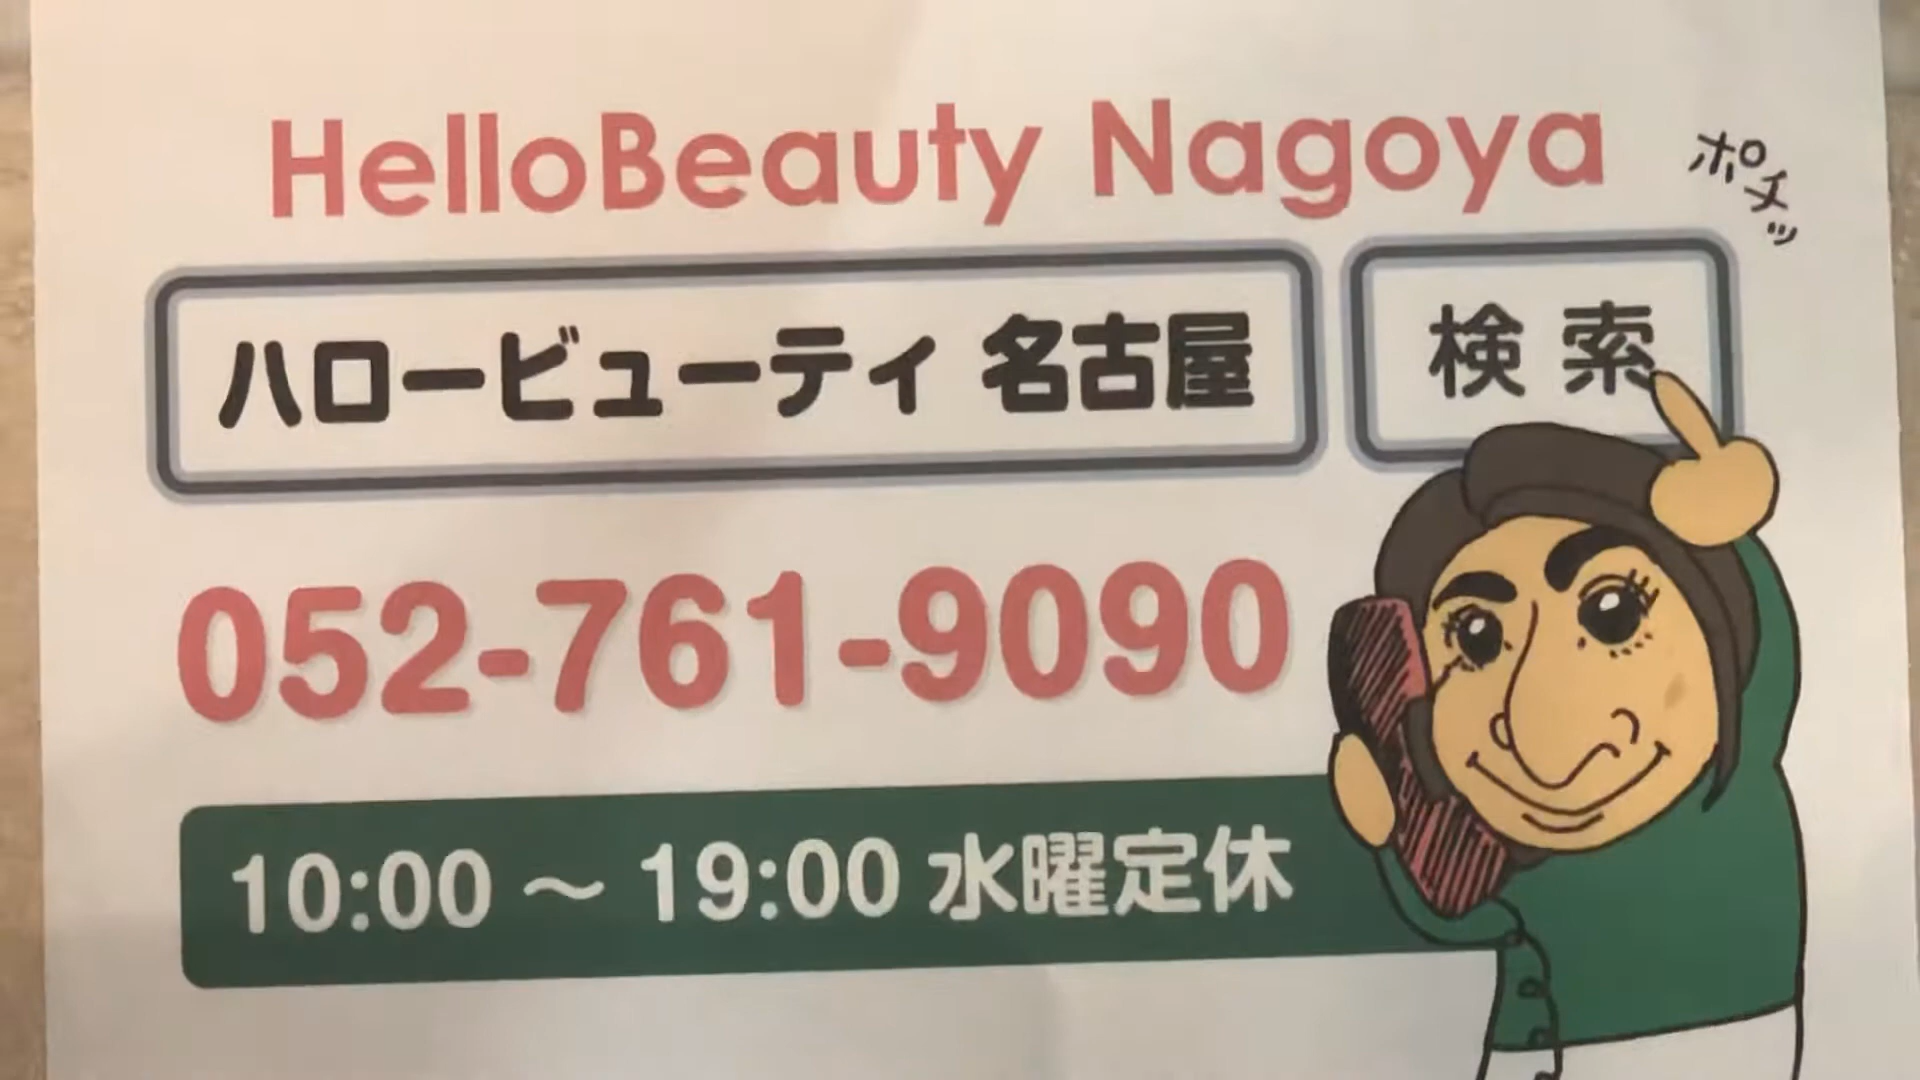 HelloBeauty Nagoya
ポチッ
ハロービューティ 名古屋 検索
052-761-9090
10:00 〜 19:00 水曜定休